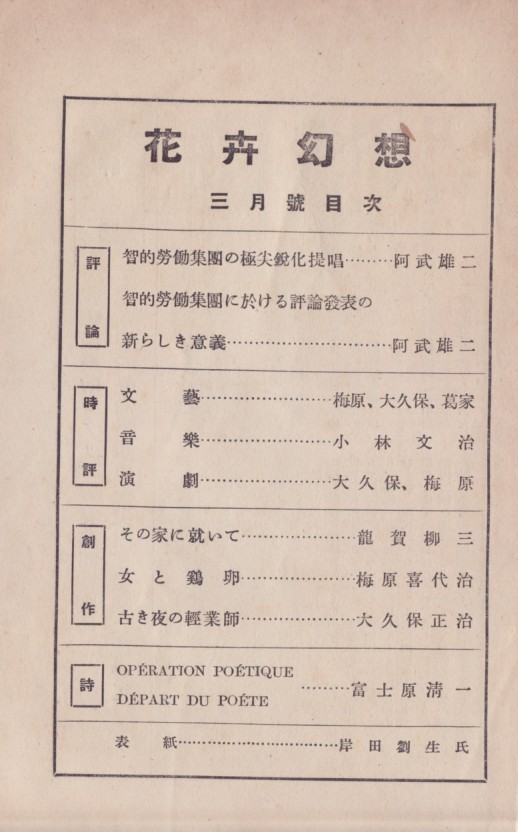 花卉幻想
三月號目次
評論
智的勞働集團の極尖鋭化提唱………阿武雄二
智的勞働集團に於ける評論發表の
新らしき意義…………………………阿武雄二
時評
文藝……………………梅原、大久保、葛家
音樂……………………小林文治
演劇……………………大久保、梅原
創作
その家に就いて…………………龍賀柳三
女と鷄卵…………………梅原喜代治
古き夜の輕業師…………………大久保正治
詩
OPÉRATION POÉTIQUE
DÉPART DU POÉTE
………富士原淸一
表紙…………………………岸田劉生氏